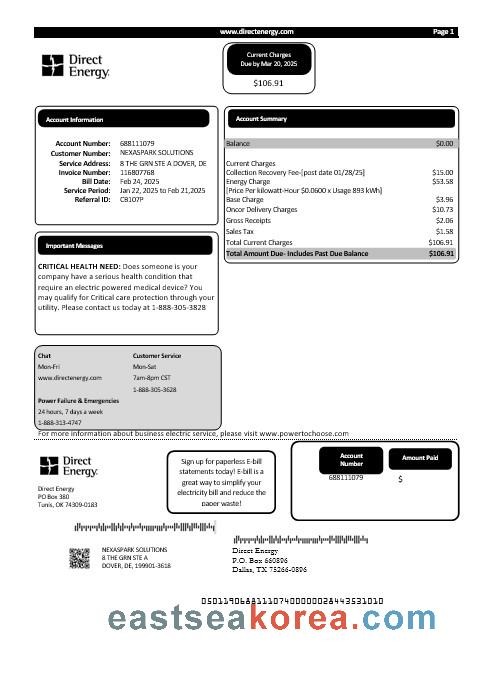 www.directenergy.com Page 1
Direct
Energy.
Current Charges
Due by Mar 20, 2025
$106.91
Account Information
Account Number: 688111079
Customer Number: NEXASPARK SOLUTIONS
Service Address: 8 THE GRN STE A DOVER, DE
Invoice Number: 116807768
Bill Date: Feb 24, 2025
Service Period: Jan 22, 2025 to Feb 21,2025
Referral ID: CB107P
Account Summary
Balance $0.00
Current Charges
Collection Recovery Fee-[post date 01/28/25] $15.00
Energy Charge $53.58
[Price Per kilowatt-Hour $0.0600 x Usage 893 kWh]
Base Charge $3.96
Oncor Delivery Charges $10.73
Gross Receipts $2.06
Sales Tax $1.58
Total Current Charges $106.91
Total Amount Due- Includes Past Due Balance $106.91
Important Messages
CRITICAL HEALTH NEED: Does someone in your
company have a serious health condition that
require an electric powered medical device? You
may qualify for Critical care protection through your
utility. Please contact us today at 1-888-305-3828
Chat Customer Service
Mon-Fri Mon-Sat
www.directenergy.com 7am-8pm CST
1-888-305-3628
Power Failure & Emergencies
24 hours, 7 days a week
1-888-313-4747
For more information about business electric service, please visit www.powertochoose.com
Direct
Energy.
Direct Energy
PO Box 380
Tunis, OK 74309-0183
Sign up for paperless E-bill
statements today! E-bill is a
great way to simplify your
electricity bill and reduce the
paper waste!
Account
Number
Amount Paid
688111079 $
NEXASPARK SOLUTIONS
8 THE GRN STE A
DOVER, DE, 199901-3618
Direct Energy
P.O. Box 660896
Dallas, TX 75266-0896
eastseakorea.com